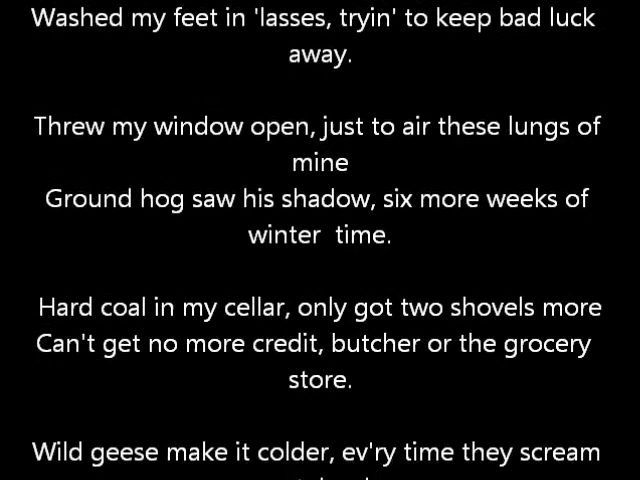 Washed my feet in 'lasses, tryin' to keep bad luck
away.
Threw my window open, just to air these lungs of
mine
Ground hog saw his shadow, six more weeks of
winter time.
Hard coal in my cellar, only got two shovels more
Can't get no more credit, butcher or the grocery
store.
Wild geese make it colder, ev'ry time they scream